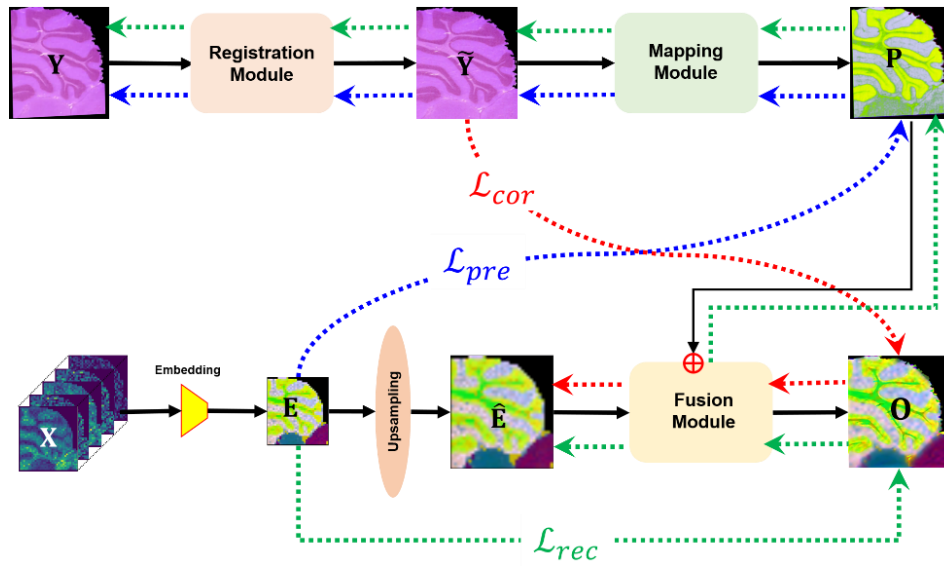 Y
Registration
Module
Ỹ
Mapping
Module
P
ℒcor
ℒpre
Embedding
X
E
Upsampling
Ê
Fusion
Module
O
ℒrec